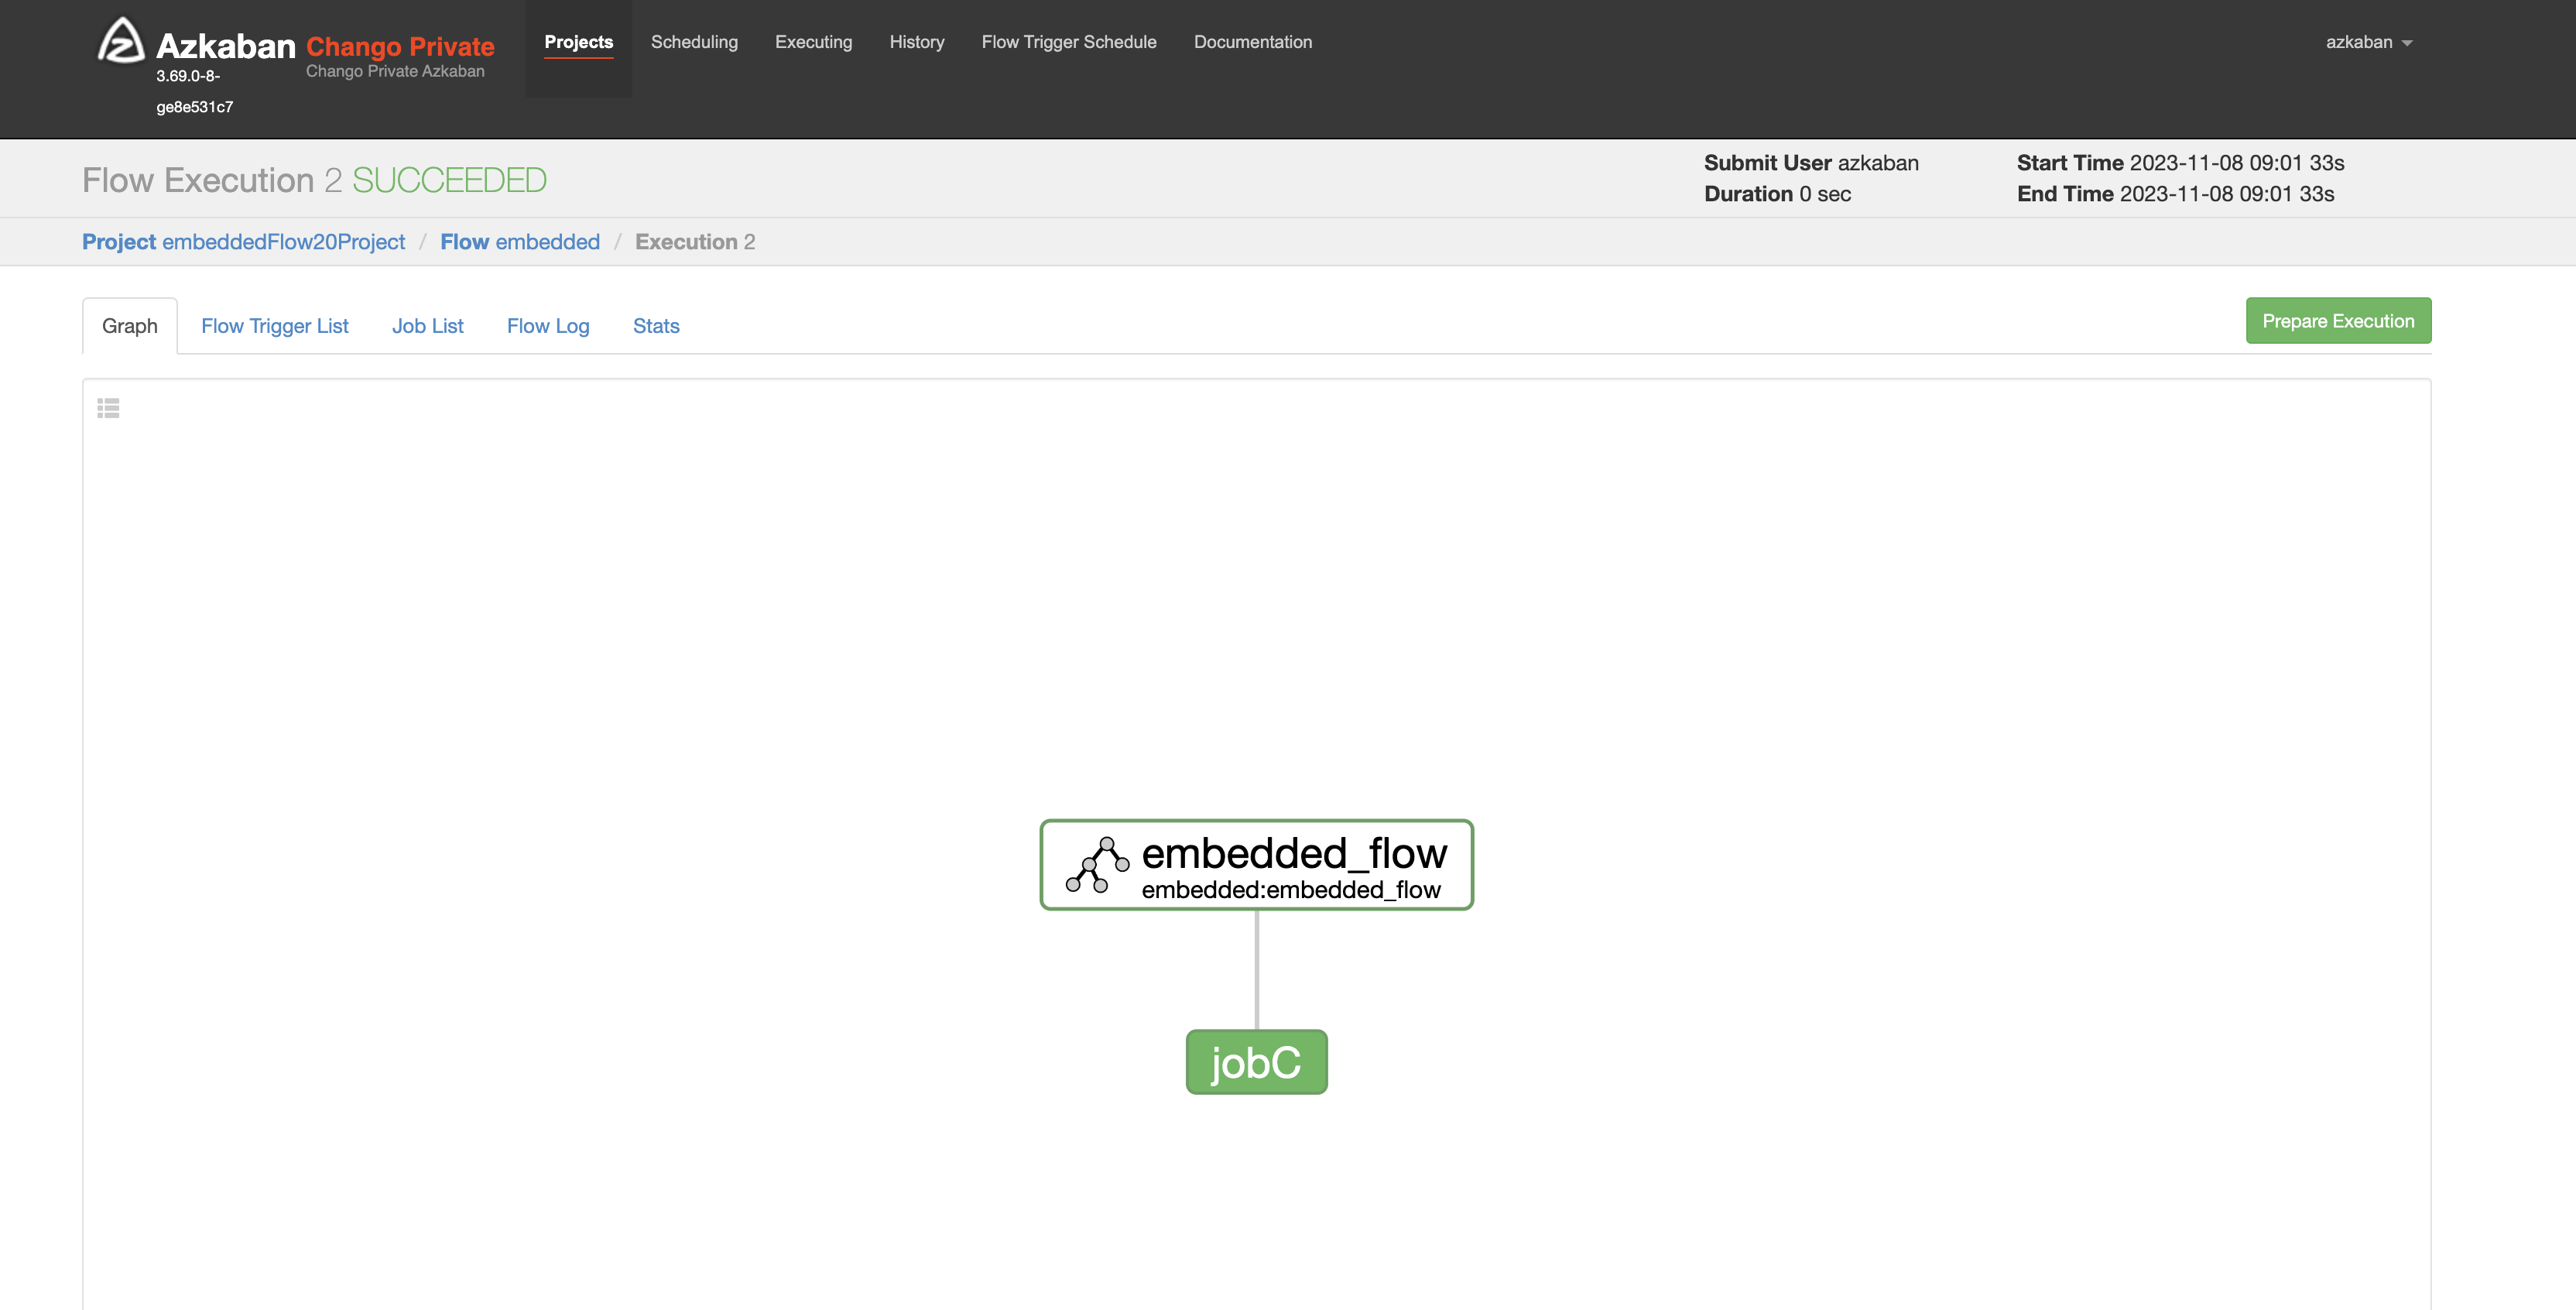 Azkaban Chango Private
3.69.0-8-
ge8e531c7
Chango Private Azkaban
Projects Scheduling Executing History Flow Trigger Schedule Documentation
azkaban
Flow Execution 2 SUCCEEDED
Submit User azkaban
Duration 0 sec
Start Time 2023-11-08 09:01 33s
End Time 2023-11-08 09:01 33s
Project embeddedFlow20Project / Flow embedded / Execution 2
Graph Flow Trigger List Job List Flow Log Stats
Prepare Execution
embedded_flow
embedded:embedded_flow
jobC